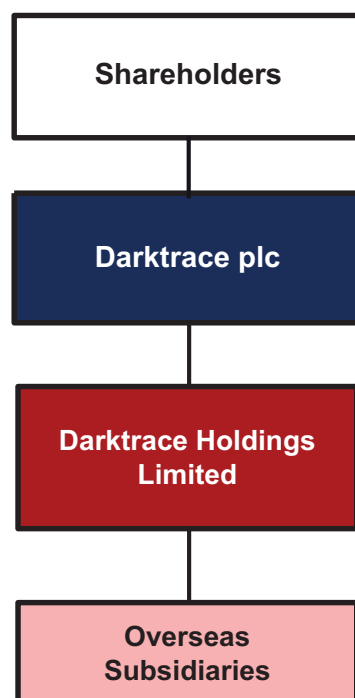 Shareholders
Darktrace plc
Darktrace Holdings
Limited
Overseas
Subsidiaries